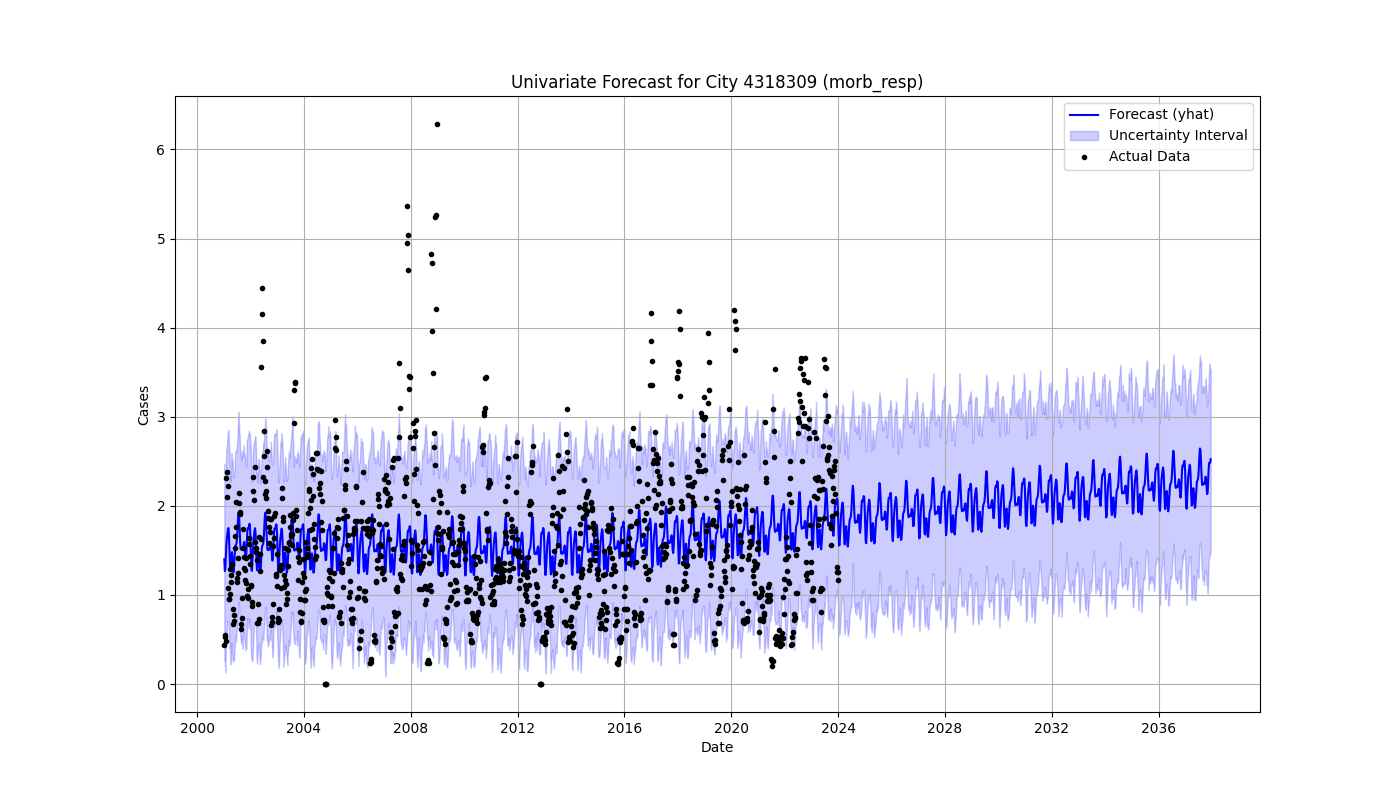 Univariate Forecast for City 4318309 (morb_resp)
Forecast (yhat)
Uncertainty Interval
Actual Data
Cases
6
5
4
3
2
1
0
2000 2004 2008 2012 2016 2020 2024 2028 2032 2036
Date